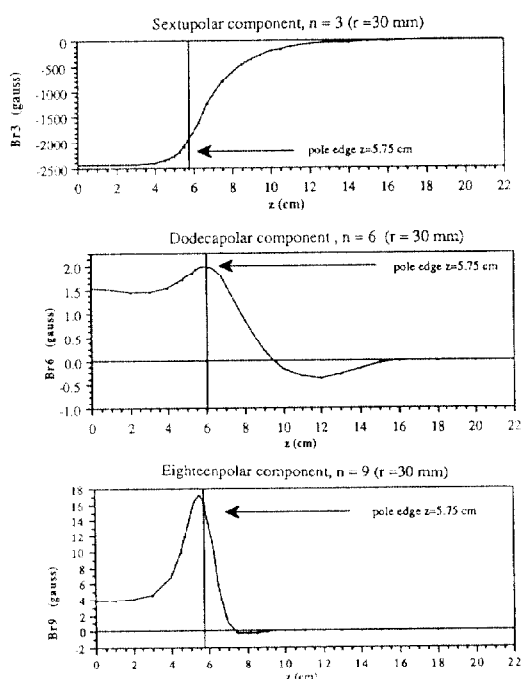 Sextupolar component, n = 3 (r =30 mm)
0
-500
-1000
-1500
-2000
-2500
Br3 (gauss)
pole edge z=5.75 cm
0 2 4 6 8 10 12 14 16 18 20 22
z (cm)
Dodecapolar component , n = 6 (r = 30 mm)
2.0
1.5
1.0
0.5
0.0
-0.5
-1.0
Br6 (gauss)
pole edge z=5.75 cm
0 2 4 6 8 10 12 14 16 18 20 22
z (cm)
Eighteenpolar component, n = 9 (r =30 mm)
18
16
14
12
10
8
6
4
2
0
-2
Br9 (gauss)
pole edge z=5.75 cm
0 2 4 6 8 10 12 14 16 18 20 22
z (cm)